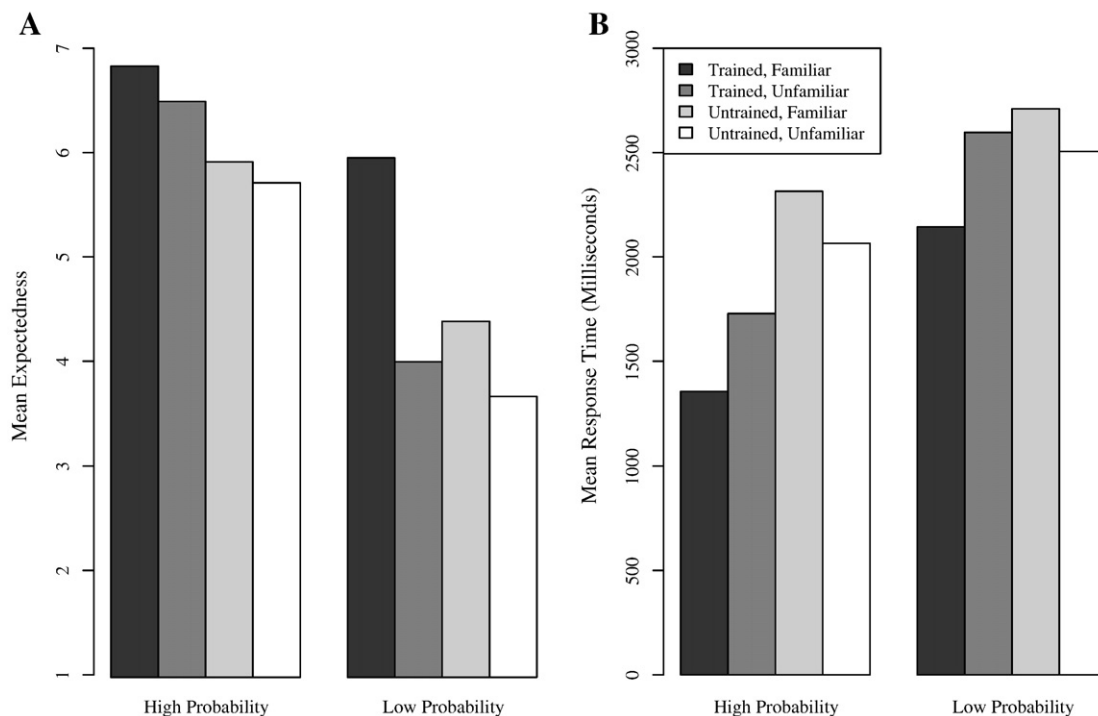 A
Mean Expectedness
7
6
5
4
3
2
1
High Probability
Low Probability
B
Mean Response Time (Milliseconds)
3000
2500
2000
1500
1000
500
0
Trained, Familiar
Trained, Unfamiliar
Untrained, Familiar
Untrained, Unfamiliar
High Probability
Low Probability